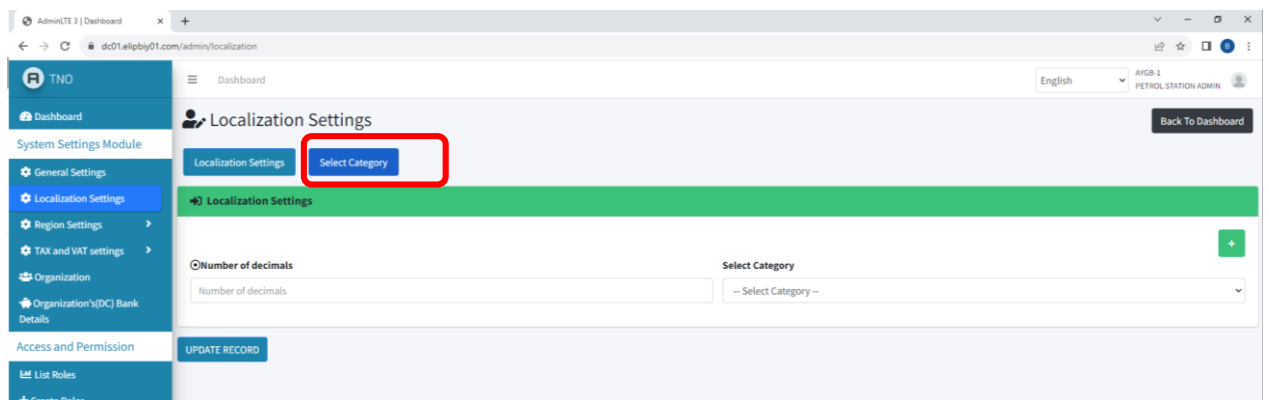 AdminLTE 3 | Dashboard
dc01.elipbiy01.com/admin/localization
B
TNO
Dashboard
English
AYGB-1
PETROL STATION ADMIN
Dashboard
System Settings Module
General Settings
Localization Settings
Region Settings
TAX and VAT settings
Organization
Organization's(DC) Bank
Details
Access and Permission
List Roles
Create Roles
Localization Settings
Back To Dashboard
Localization Settings
Select Category
Localization Settings
+
Number of decimals
Select Category
Number of decimals
-- Select Category --
UPDATE RECORD